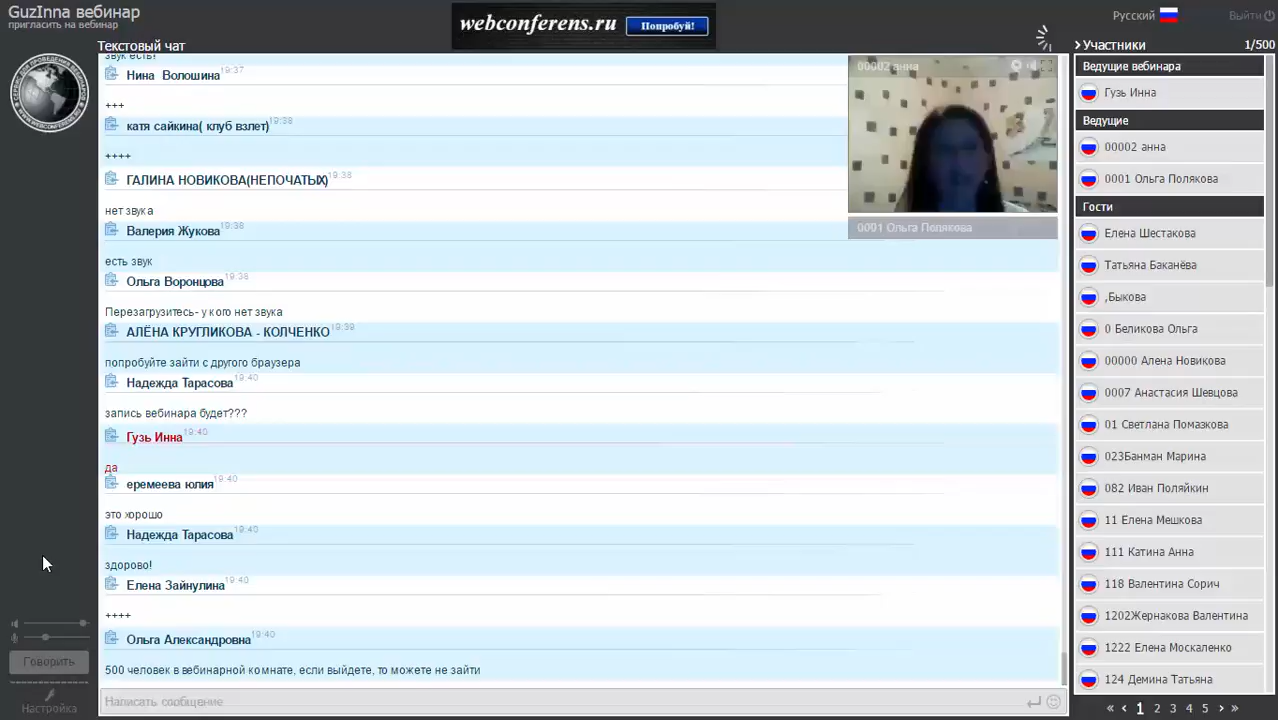 GuzInna вебинар
пригласить на вебинар
webconferens.ru Попробуй!
Русский
Выйти
Текстовый чат
звук есть!
Нина Волошина 19:37
+++
катя сайкина( клуб взлет) 19:38
++++
ГАЛИНА НОВИКОВА(НЕПОЧАТЫХ) 19:38
нет звука
Валерия Жукова 19:38
есть звук
Ольга Воронцова 19:38
Перезагрузитесь- у кого нет звука
АЛЁНА КРУГЛИКОВА - КОЛЧЕНКО 19:39
попробуйте зайти с другого браузера
Надежда Тарасова 19:40
запись вебинара будет???
Гузь Инна 19:40
да
еремеева юлия 19:40
это хорошо
Надежда Тарасова 19:40
здорово!
Елена Зайнулина 19:40
++++
Ольга Александровна 19:40
500 человек в вебинарной комнате, если выйдете, то можете не зайти
Написать сообщение
00002 анна
0001 Ольга Полякова
Говорить
Настройка
Участники 1/500
Ведущие вебинара
Гузь Инна
Ведущие
00002 анна
0001 Ольга Полякова
Гости
Елена Шестакова
Татьяна Баканёва
,Быкова
0 Беликова Ольга
00000 Алена Новикова
0007 Анастасия Шевцова
01 Светлана Помазкова
023Банман Марина
082 Иван Поляйкин
11 Елена Мешкова
111 Катина Анна
118 Валентина Сорич
1202Жернакова Валентина
1222 Елена Москаленко
124 Демина Татьяна
« ‹ 1 2 3 4 5 › »